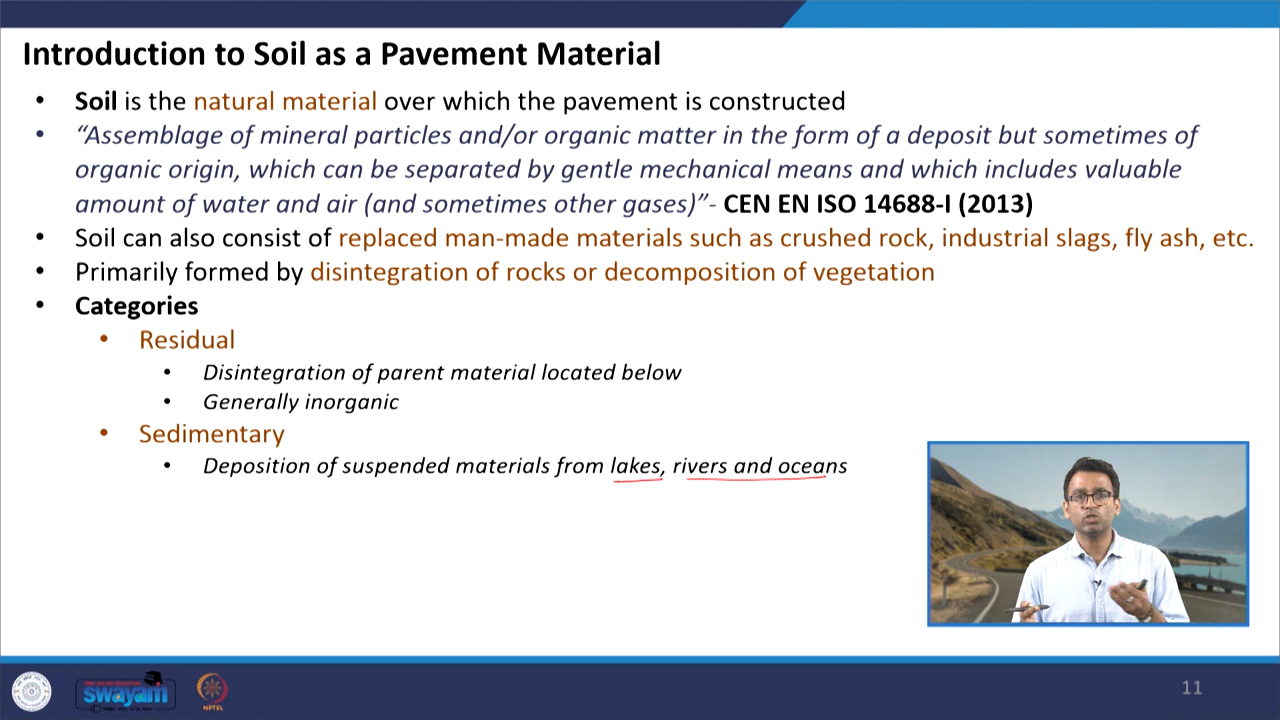 Introduction to Soil as a Pavement Material
• Soil is the natural material over which the pavement is constructed
• “Assemblage of mineral particles and/or organic matter in the form of a deposit but sometimes of
organic origin, which can be separated by gentle mechanical means and which includes valuable
amount of water and air (and sometimes other gases)”- CEN EN ISO 14688-I (2013)
• Soil can also consist of replaced man-made materials such as crushed rock, industrial slags, fly ash, etc.
• Primarily formed by disintegration of rocks or decomposition of vegetation
• Categories
• Residual
• Disintegration of parent material located below
• Generally inorganic
• Sedimentary
• Deposition of suspended materials from lakes, rivers and oceans
swayam
NPTEL
11